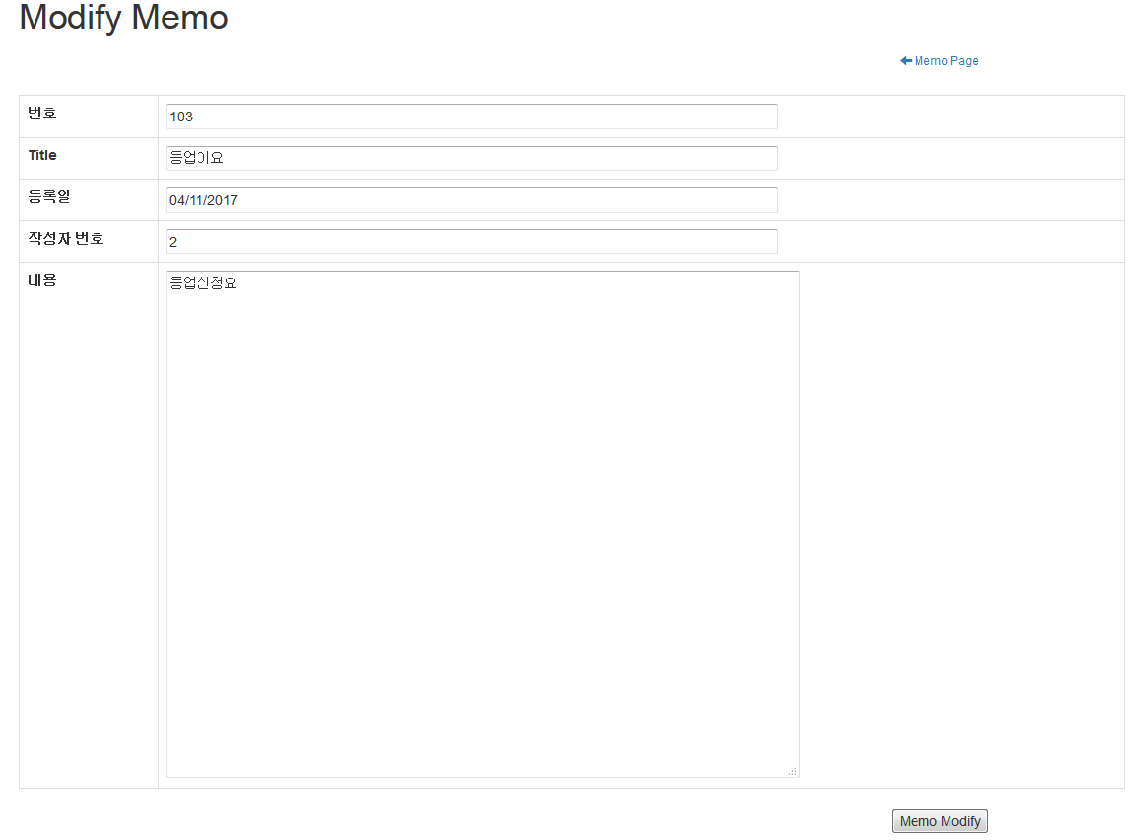 Modify Memo
Memo Page
번호
103
Title
등업이요
등록일
04/11/2017
작성자 번호
2
내용
등업신청요
Memo Modify